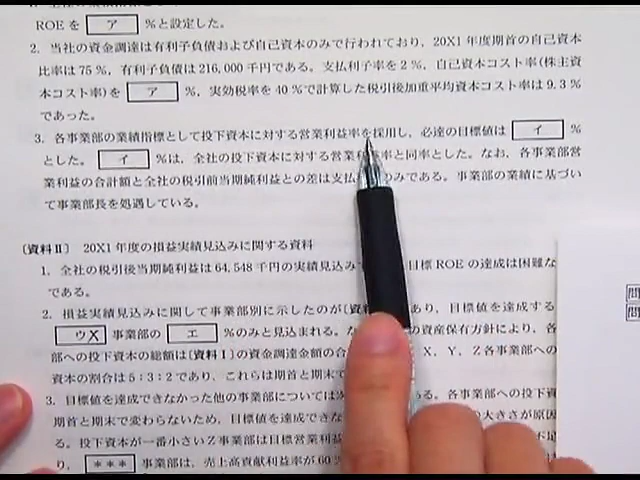 ROE を ア %と設定した。
2. 当社の資金調達は有利子負債および自己資本のみで行われており、20X1 年度期首の自己資本
比率は 75 %、有利子負債は 216,000 千円である。支払利子率を 2 %、自己資本コスト率(株主資
本コスト率)を ア %、実効税率を 40 %で計算した税引後加重平均資本コスト率は 9.3 %
であった。
3. 各事業部の業績指標として投下資本に対する営業利益率を採用し、必達の目標値は イ %
とした。 イ %は、全社の投下資本に対する営業利益率と同率とした。なお、各事業部営
業利益の合計額と全社の税引前当期純利益との差は支払 のみである。事業部の業績に基づい
て事業部長を処遇している。
〔資料Ⅱ〕 20X1 年度の損益実績見込みに関する資料
1. 全社の税引後当期純利益は 64,548 千円の実績見込みで 目標 ROE の達成は困難な
である。
2. 損益実績見込みに関して事業部別に示したのが〔資 あり、目標値を達成する
ウX 事業部の エ %のみと見込まれる。な の資産保有方針により、各
部への投下資本の総額は〔資料Ⅰ〕の資金調達金額の合 X、Y、Z 各事業部への
資本の割合は 5:3:2 であり、これらは期首と期末で
3. 目標値を達成できなかった他の事業部については 各事業部への投下資
期首と期末で変わらないため、目標値を達成できな の大きさが原因
る。投下資本が一番小さい Z 事業部は目標営業利益
り、 *** 事業部は、売上高貢献利益率が 60